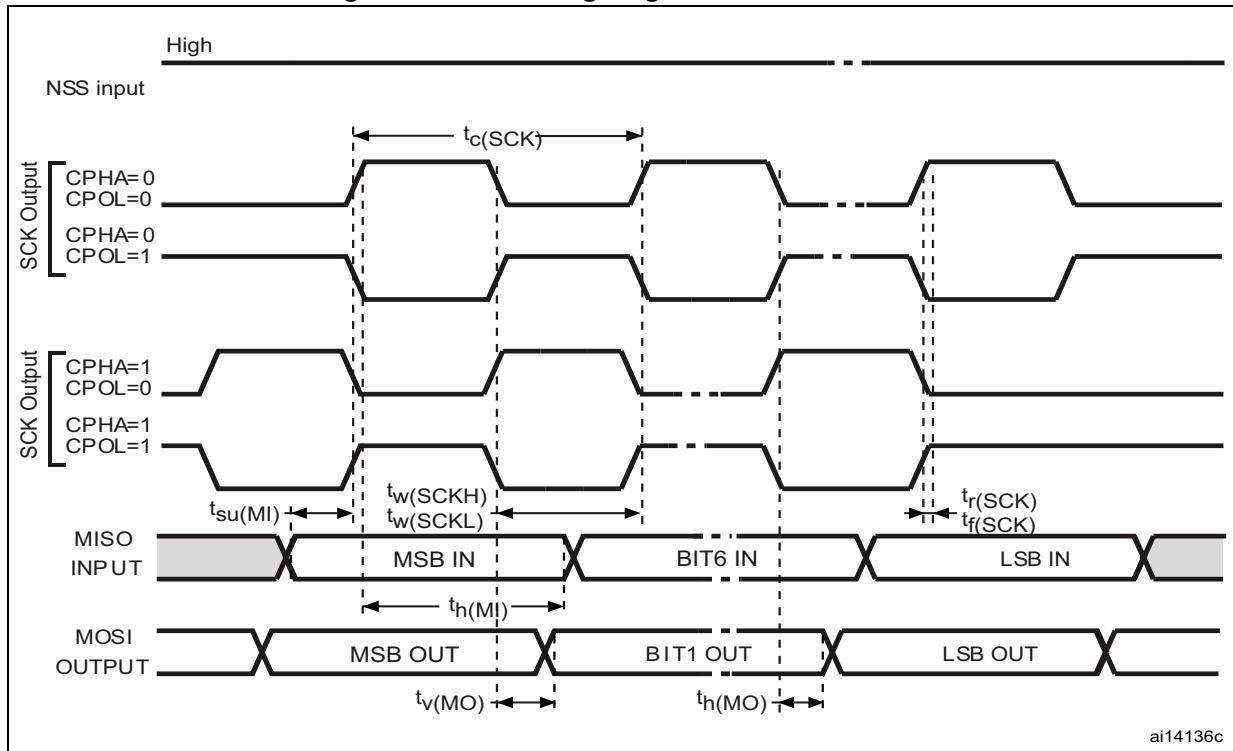 High
NSS input
tc(SCK)
SCK Output
CPHA=0
CPOL=0
CPHA=0
CPOL=1
SCK Output
CPHA=1
CPOL=0
CPHA=1
CPOL=1
tsu(MI)
tw(SCKH)
tw(SCKL)
tr(SCK)
tf(SCK)
MISO
INPUT
MSB IN
BIT6 IN
LSB IN
th(MI)
MOSI
OUTPUT
MSB OUT
BIT1 OUT
LSB OUT
tv(MO)
th(MO)
ai14136c